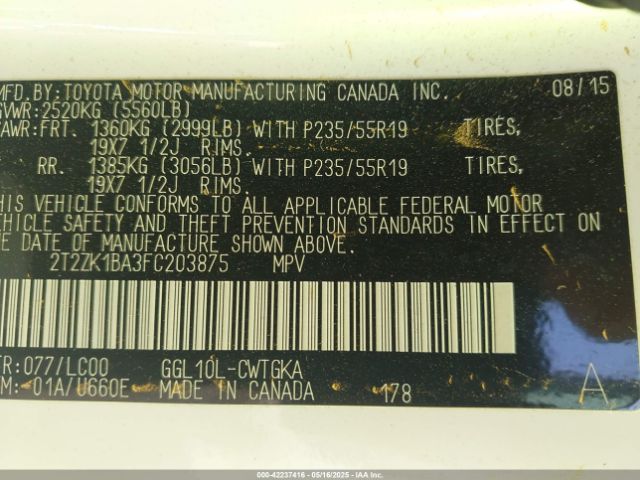 MFD. BY: TOYOTA MOTOR MANUFACTURING CANADA INC. 08/15
GVWR: 2520KG (5560LB)
GAWR: FRT. 1360KG (2999LB) WITH P235/55R19 TIRES,
19X7 1/2J RIMS.
RR. 1385KG (3056LB) WITH P235/55R19 TIRES,
19X7 1/2J RIMS.
THIS VEHICLE CONFORMS TO ALL APPLICABLE FEDERAL MOTOR
VEHICLE SAFETY AND THEFT PREVENTION STANDARDS IN EFFECT ON
THE DATE OF MANUFACTURE SHOWN ABOVE.
2T2ZK1BA3FC203875 MPV
TR: 077/LC00 GGL10L-CWTGKA
TM: -01A/U660E MADE IN CANADA 178 A
000-42237416 - 05/16/2025 - IAAI Inc.